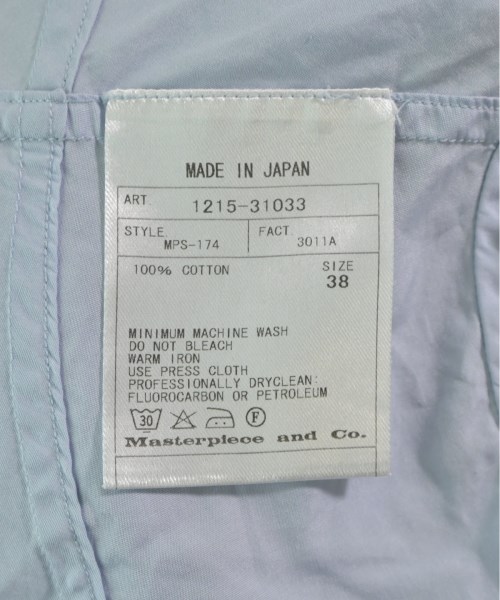 MADE IN JAPAN
ART. 1215-31033
STYLE MPS-174 FACT. 3011A
100% COTTON SIZE 38
MINIMUM MACHINE WASH
DO NOT BLEACH
WARM IRON
USE PRESS CLOTH
PROFESSIONALLY DRYCLEAN:
FLUOROCARBON OR PETROLEUM
30 F
Masterpiece and Co.